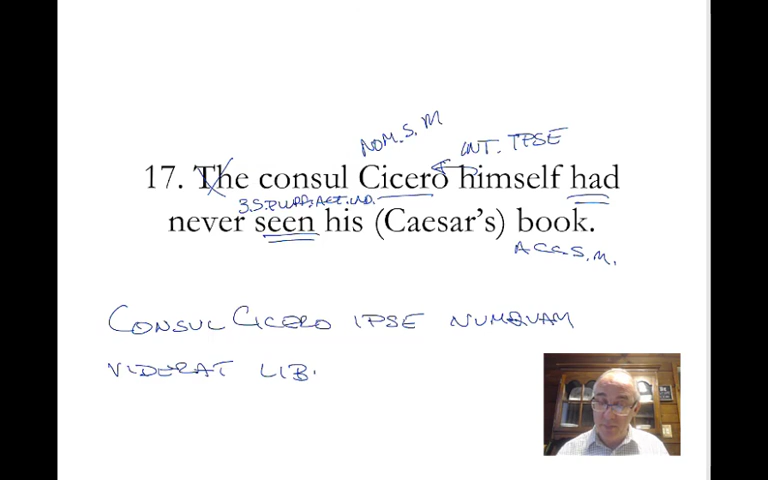 NOM. S. M
INT. IPSE
17. The consul Cicero himself had
3. S. PLUPF. ACT. IND.
never seen his (Caesar's) book.
ACC. S. M.
CONSUL CICERO IPSE NUMQUAM
VIDERAT LIB